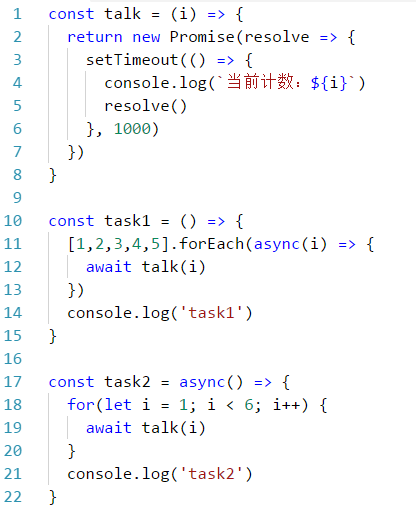 1 const talk = (i) => {
2   return new Promise(resolve => {
3     setTimeout(() => {
4       console.log(`当前计数：${i}`)
5       resolve()
6     }, 1000)
7   })
8 }
9
10 const task1 = () => {
11   [1,2,3,4,5].forEach(async(i) => {
12     await talk(i)
13   })
14   console.log('task1')
15 }
16
17 const task2 = async() => {
18   for(let i = 1; i < 6; i++) {
19     await talk(i)
20   }
21   console.log('task2')
22 }